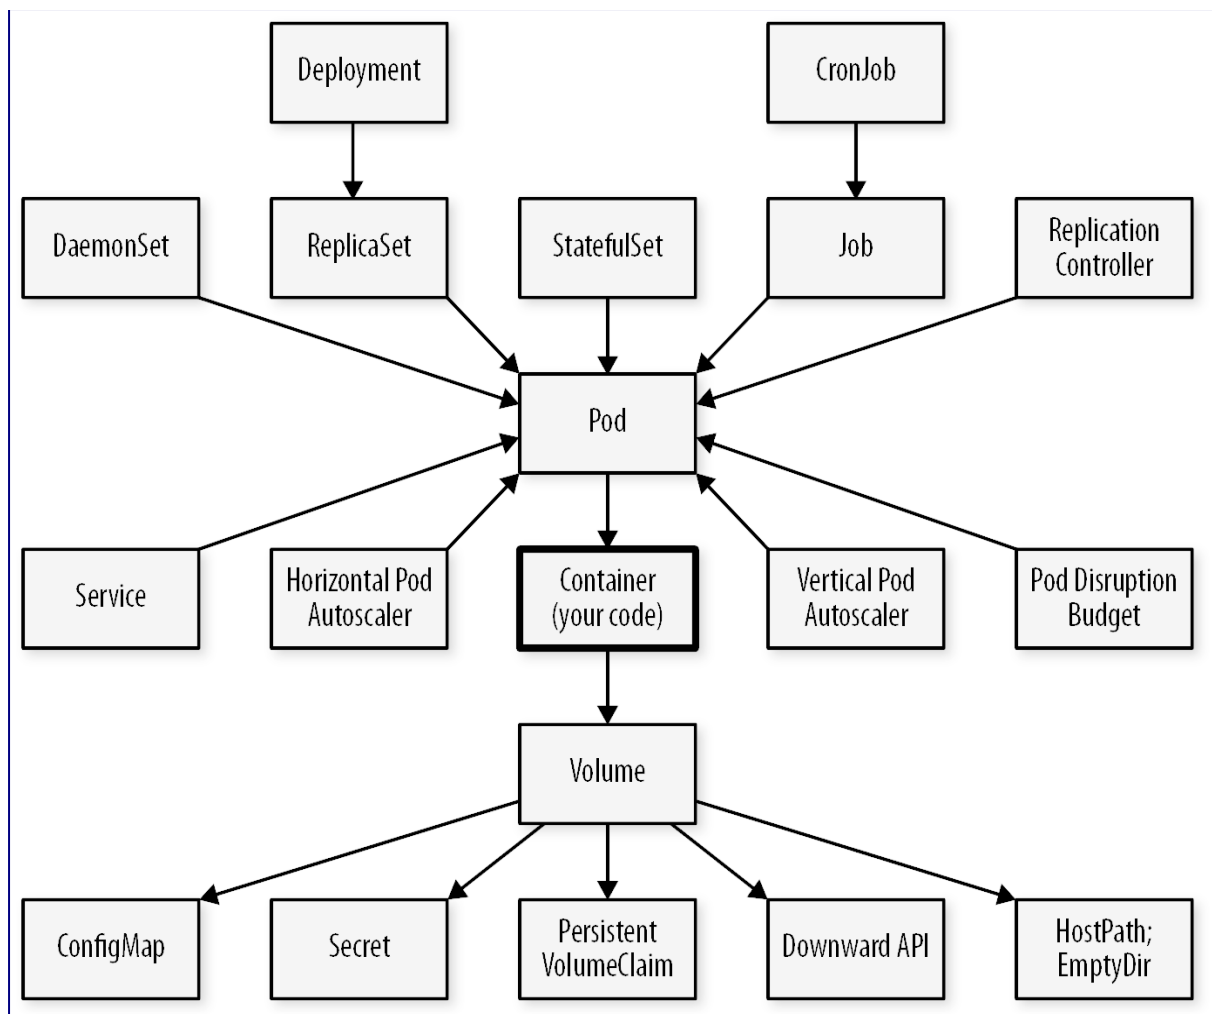 Deployment
CronJob
DaemonSet
ReplicaSet
StatefulSet
Job
Replication
Controller
Pod
Service
Horizontal Pod
Autoscaler
Container
(your code)
Vertical Pod
Autoscaler
Pod Disruption
Budget
Volume
ConfigMap
Secret
Persistent
VolumeClaim
Downward API
HostPath;
EmptyDir